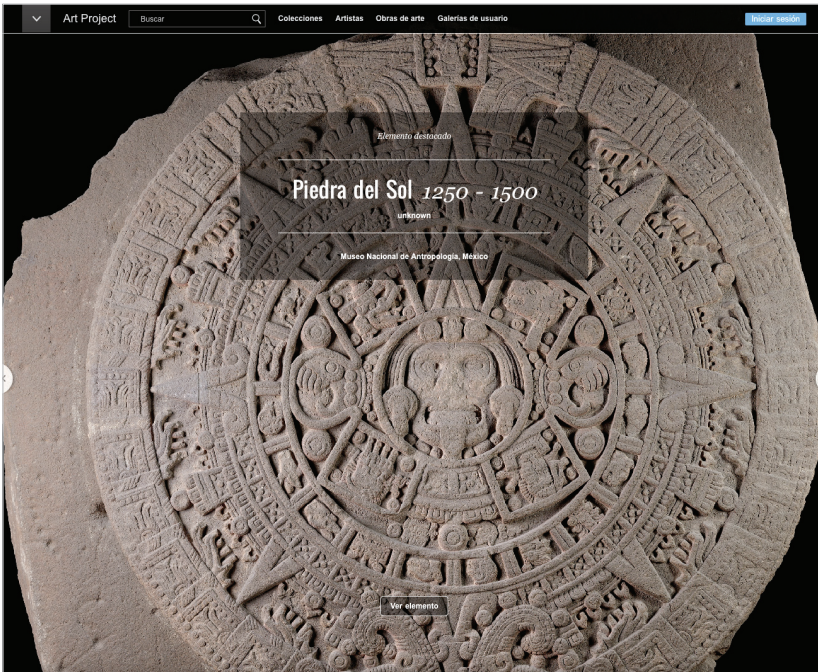 Art Project
Buscar
Colecciones Artistas Obras de arte Galerías de usuario
Iniciar sesión
Elemento destacado
Piedra del Sol 1250 - 1500
unknown
Museo Nacional de Antropología, México
Ver elemento